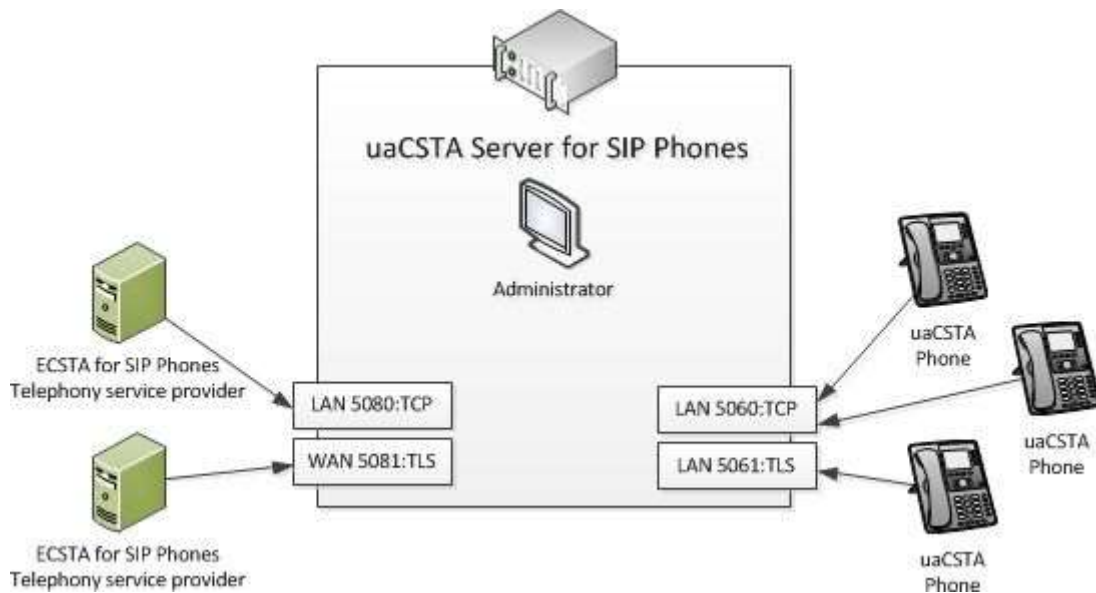 uaCSTA Server for SIP Phones
Administrator
ECSTA for SIP Phones
Telephony service provider
LAN 5080:TCP
WAN 5081:TLS
ECSTA for SIP Phones
Telephony service provider
LAN 5060:TCP
LAN 5061:TLS
uaCSTA
Phone
uaCSTA
Phone
uaCSTA
Phone